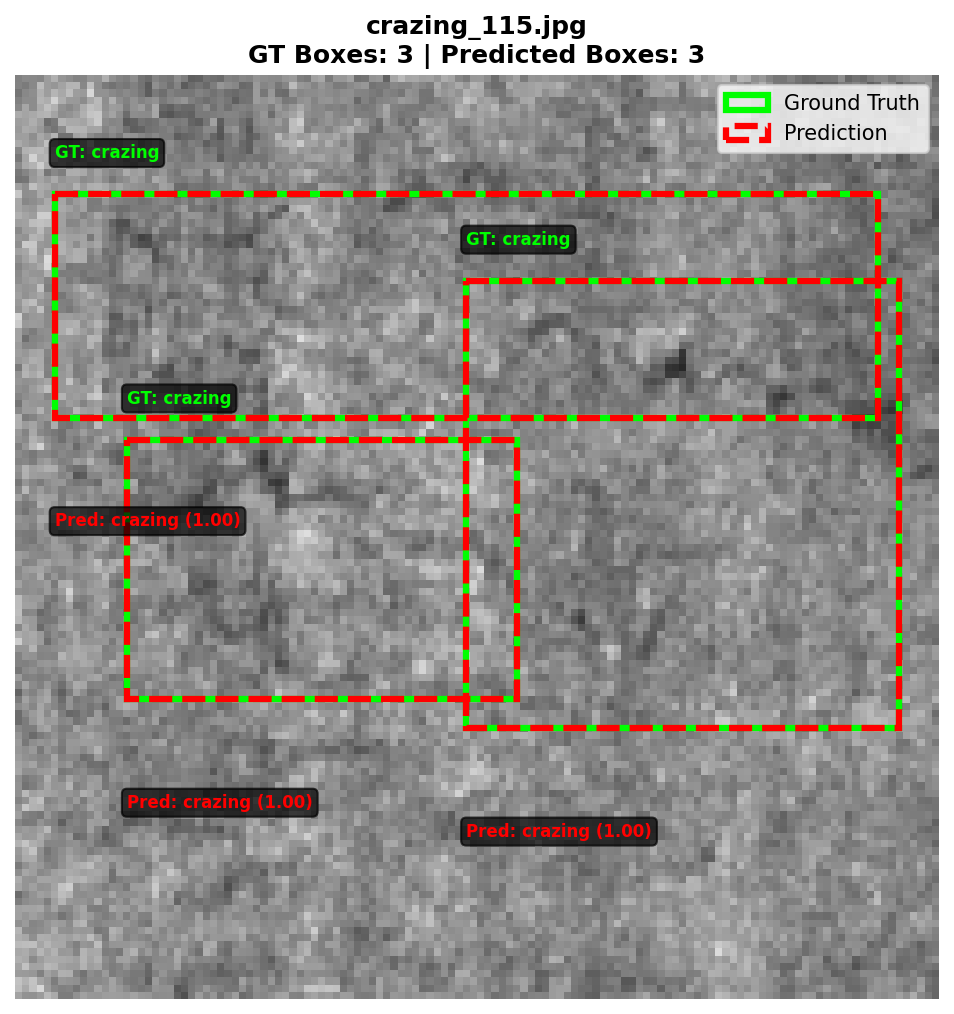 crazing_115.jpg
GT Boxes: 3 | Predicted Boxes: 3
Ground Truth
Prediction
GT: crazing
GT: crazing
GT: crazing
Pred: crazing (1.00)
Pred: crazing (1.00)
Pred: crazing (1.00)